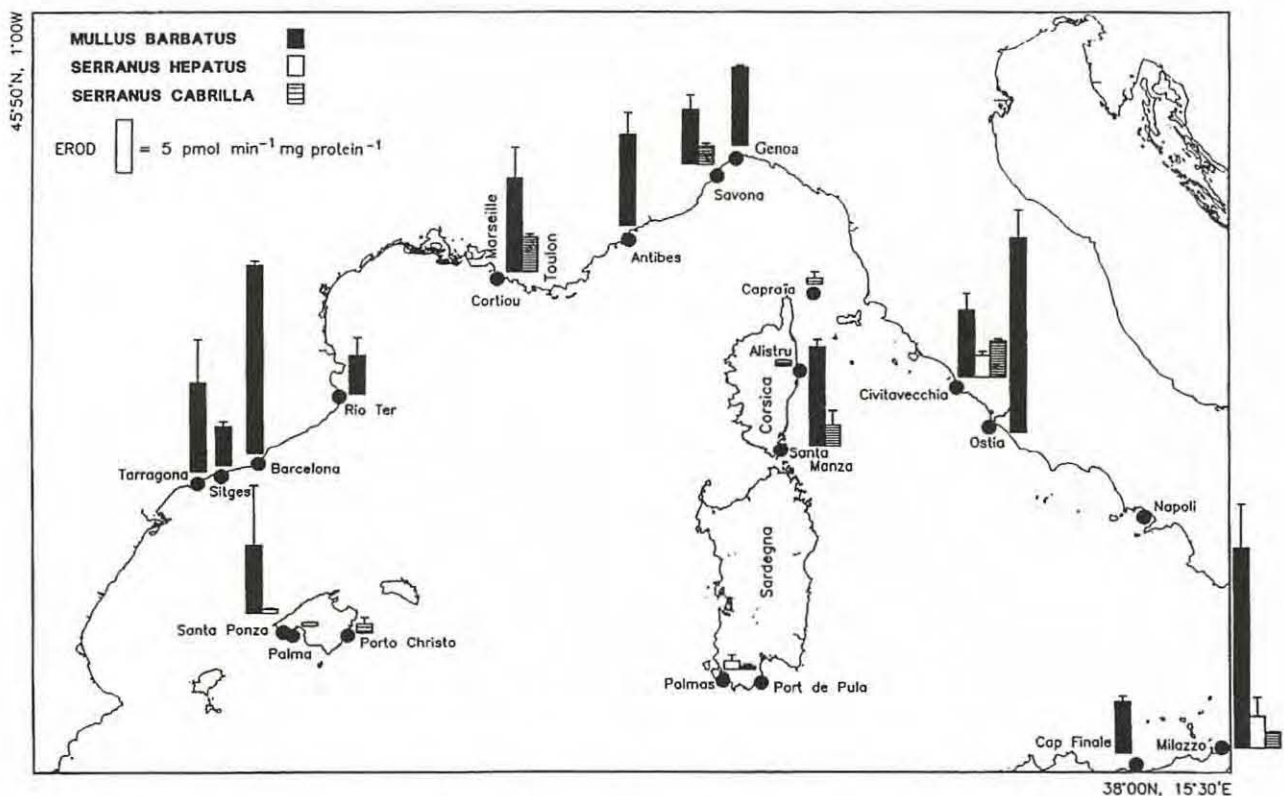 45°50'N, 1°00W
MULLUS BARBATUS
SERRANUS HEPATUS
SERRANUS CABRILLA
EROD = 5 pmol min⁻¹ mg protein⁻¹
Genoa
Savona
Marseille
Toulon
Antibes
Cortiou
Capraia
Alistru
Corsica
Civitavecchia
Rio Ter
Ostia
Santa
Manza
Barcelona
Tarragona
Sitges
Napoli
Sardegna
Santa Ponza
Palma
Porto Christo
Palmas
Port de Pula
Cap Finale
Milazzo
38°00N, 15°30'E